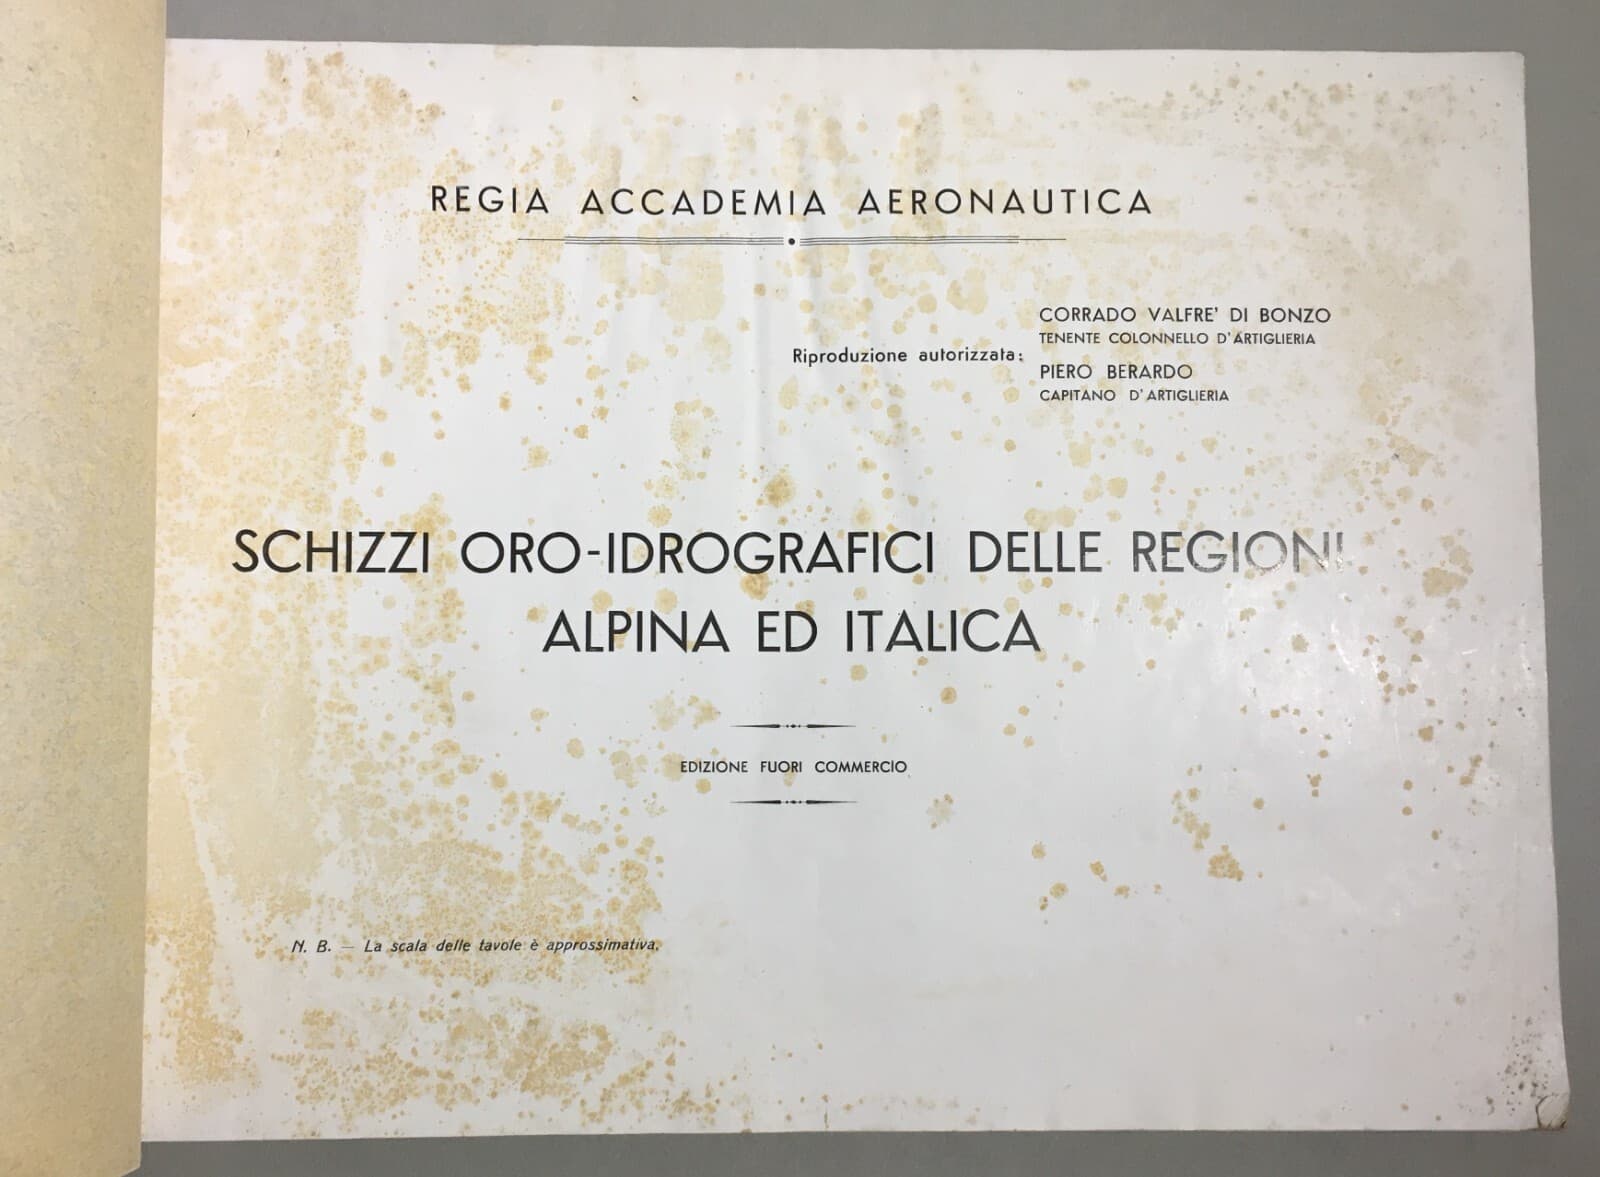 REGIA ACCADEMIA AERONAUTICA
Riproduzione autorizzata:
CORRADO VALFRE' DI BONZO
TENENTE COLONNELLO D'ARTIGLIERIA
PIERO BERARDO
CAPITANO D'ARTIGLIERIA
SCHIZZI ORO-IDROGRAFICI DELLE REGIONI
ALPINA ED ITALICA
EDIZIONE FUORI COMMERCIO
N. B. — La scala delle tavole è approssimativa.